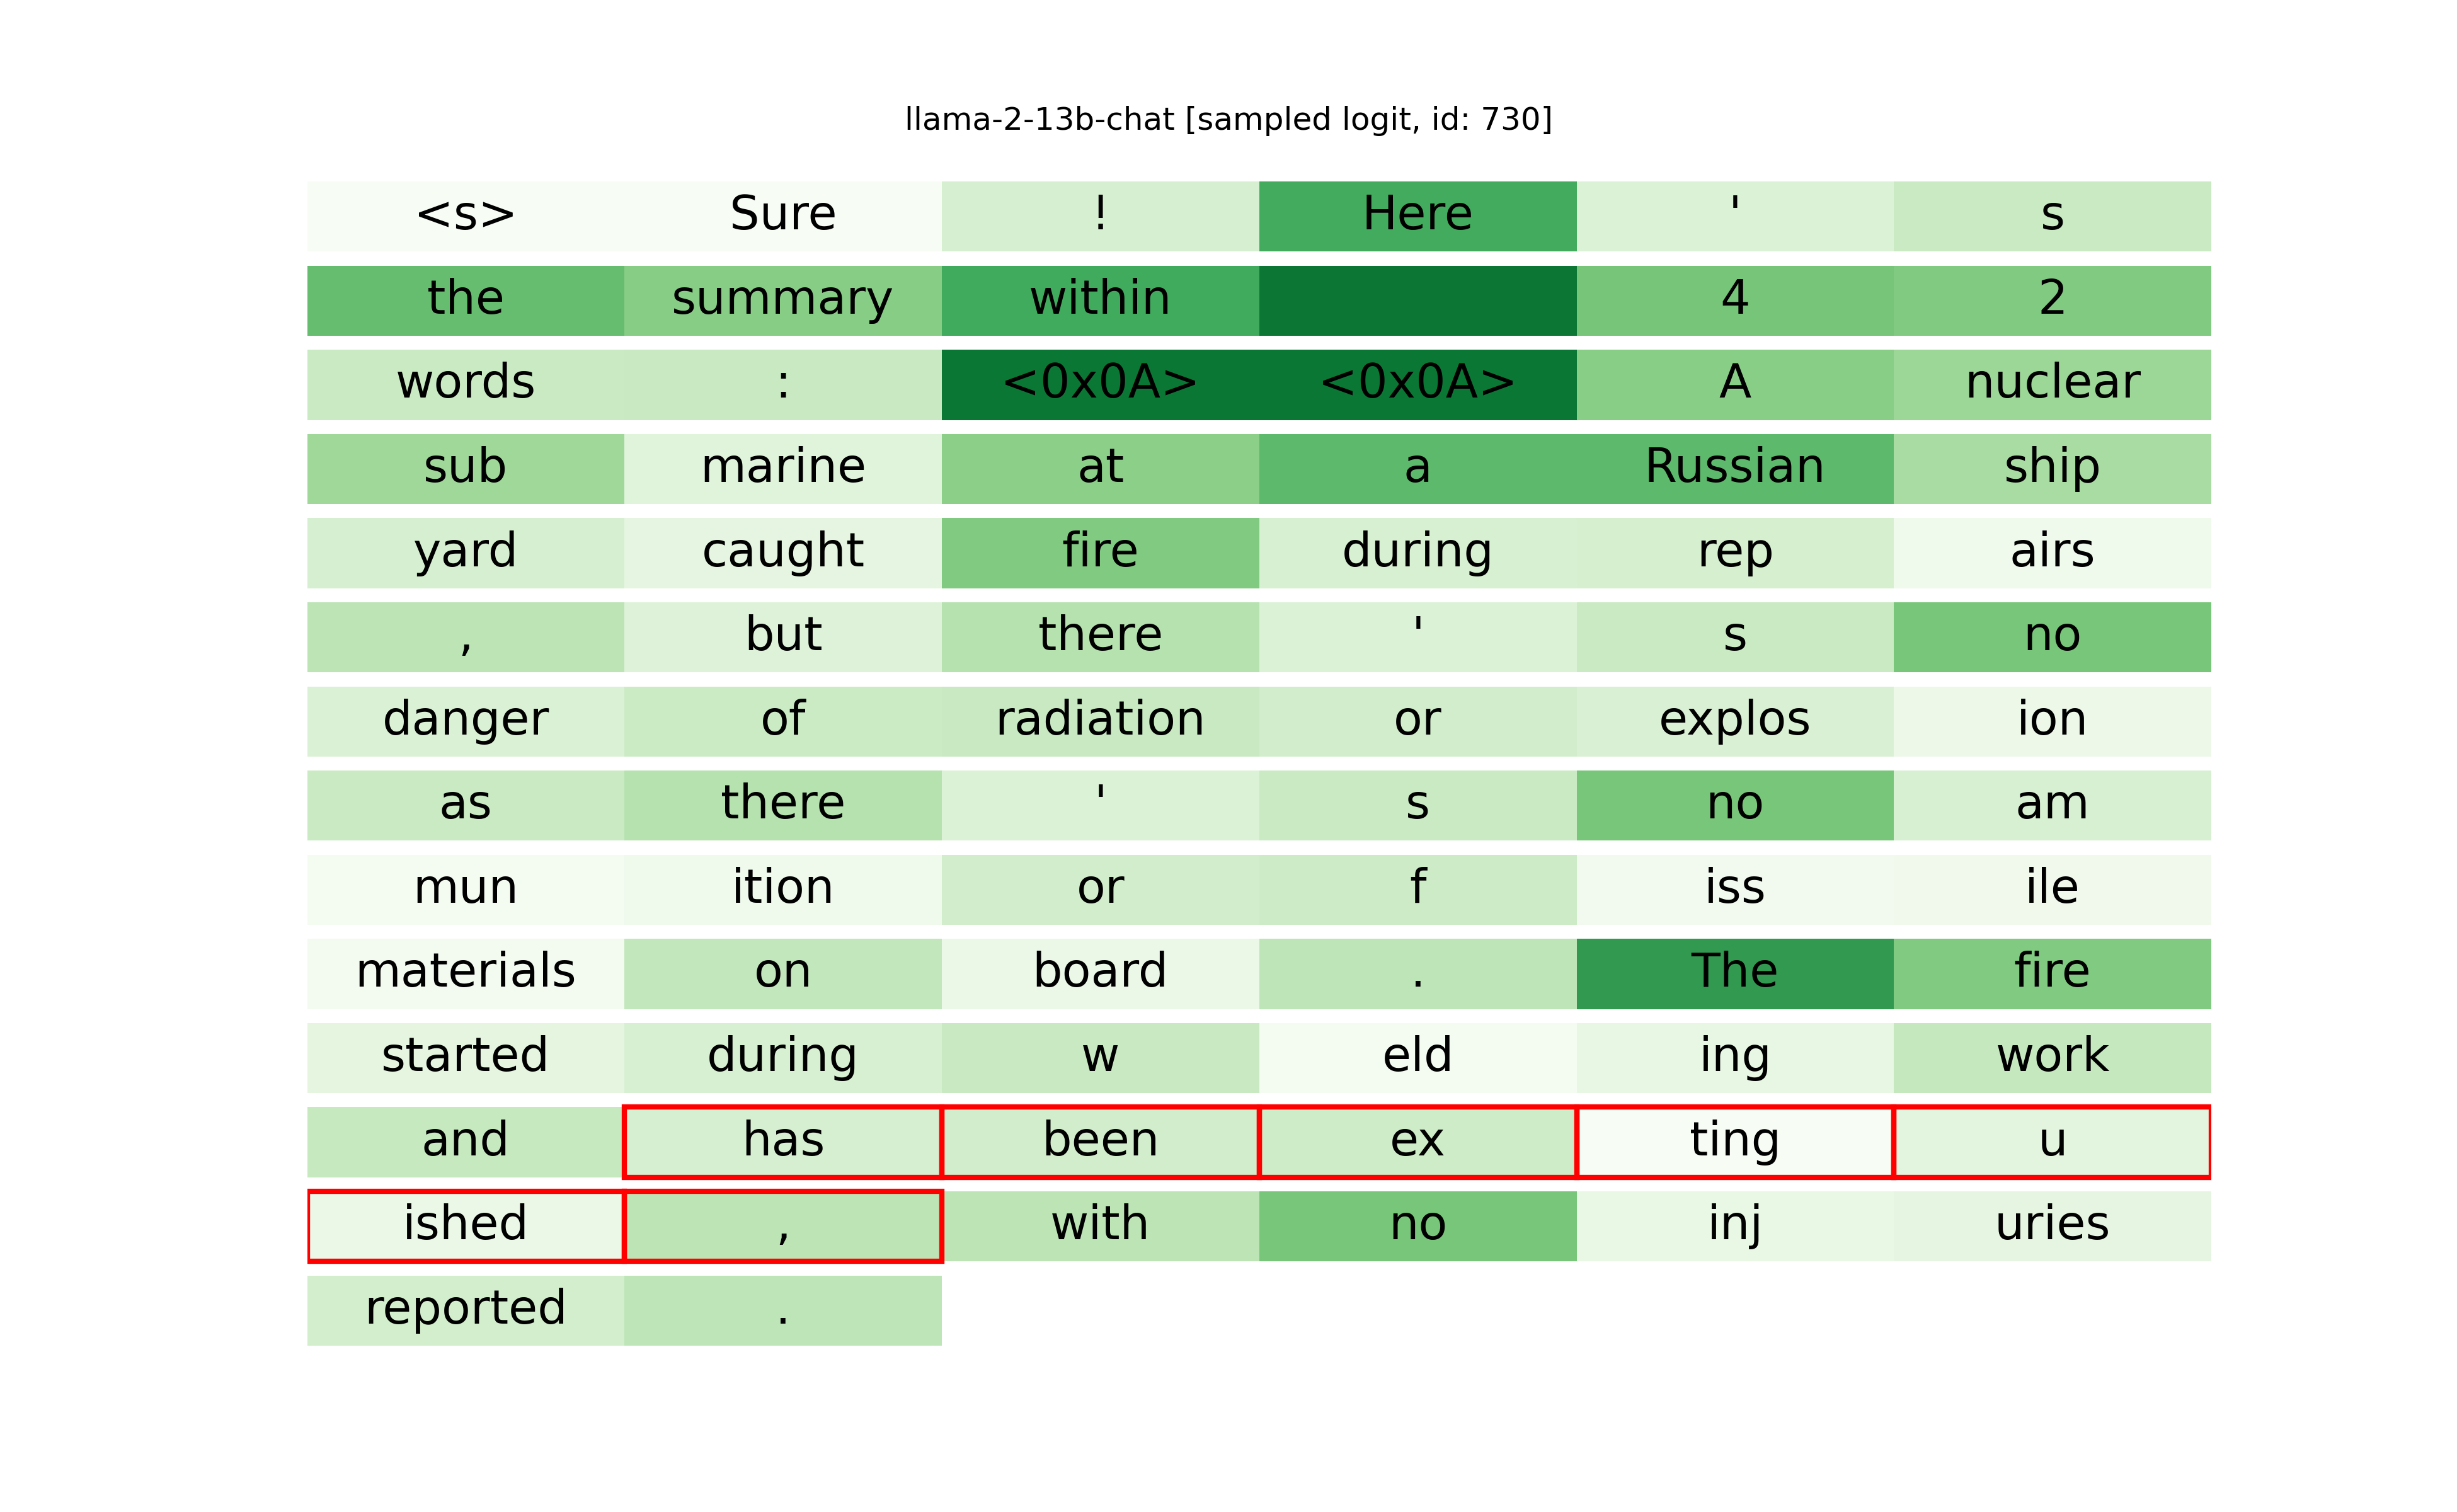 llama-2-13b-chat [sampled logit, id: 730]
<s> Sure ! Here ' s
the summary within 4 2
words : <0x0A> <0x0A> A nuclear
sub marine at a Russian ship
yard caught fire during rep airs
, but there ' s no
danger of radiation or explos ion
as there ' s no am
mun ition or f iss ile
materials on board . The fire
started during w eld ing work
and has been ex ting u
ished , with no inj uries
reported .